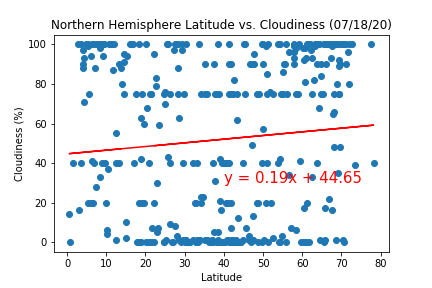 Northern Hemisphere Latitude vs. Cloudiness (07/18/20)
100
80
60
40
20
0
Cloudiness (%)
y = 0.19x + 44.65
0 10 20 30 40 50 60 70 80
Latitude